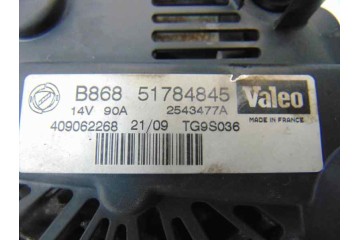 B868 51784845
14V 90A 2543477A
Valeo
MADE IN FRANCE
409062268 21/09 TG9S036